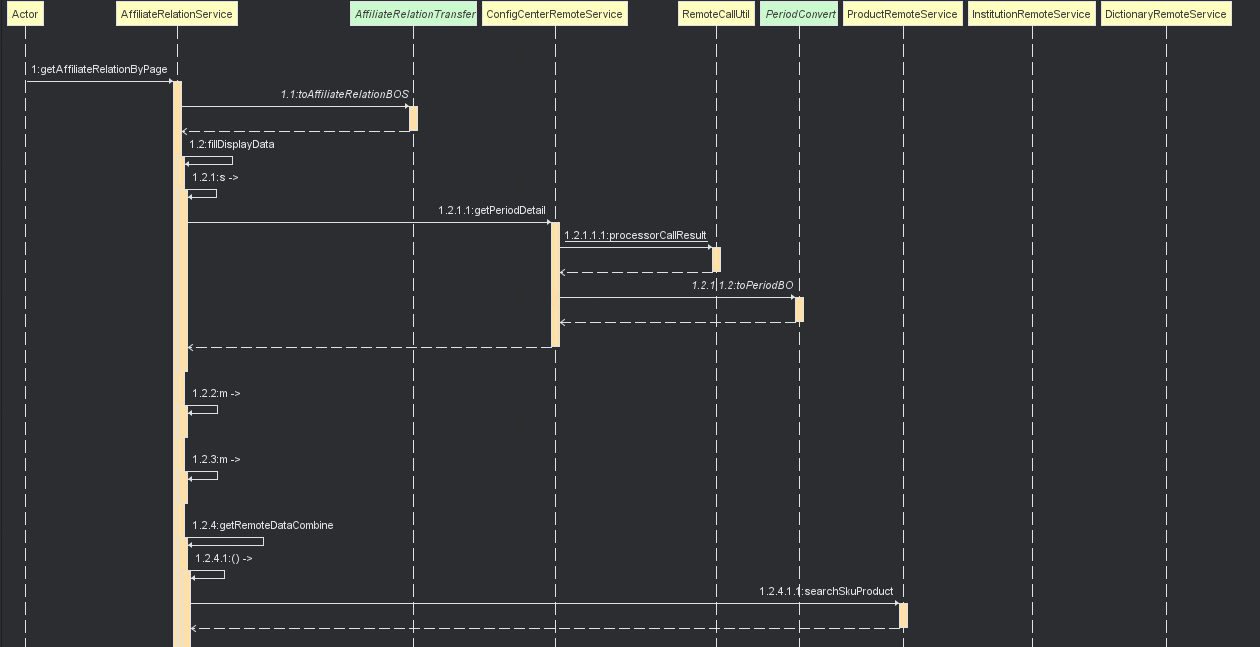 Actor
AffiliateRelationService
AffiliateRelationTransfer
ConfigCenterRemoteService
RemoteCallUtil
PeriodConvert
ProductRemoteService
InstitutionRemoteService
DictionaryRemoteService
1:getAffiliateRelationByPage
1.1:toAffiliateRelationBOS
1.2:fillDisplayData
1.2.1:s ->
1.2.1.1:getPeriodDetail
1.2.1.1.1:processorCallResult
1.2.1.1.2:toPeriodBO
1.2.2:m ->
1.2.3:m ->
1.2.4:getRemoteDataCombine
1.2.4.1:() ->
1.2.4.1.1:searchSkuProduct